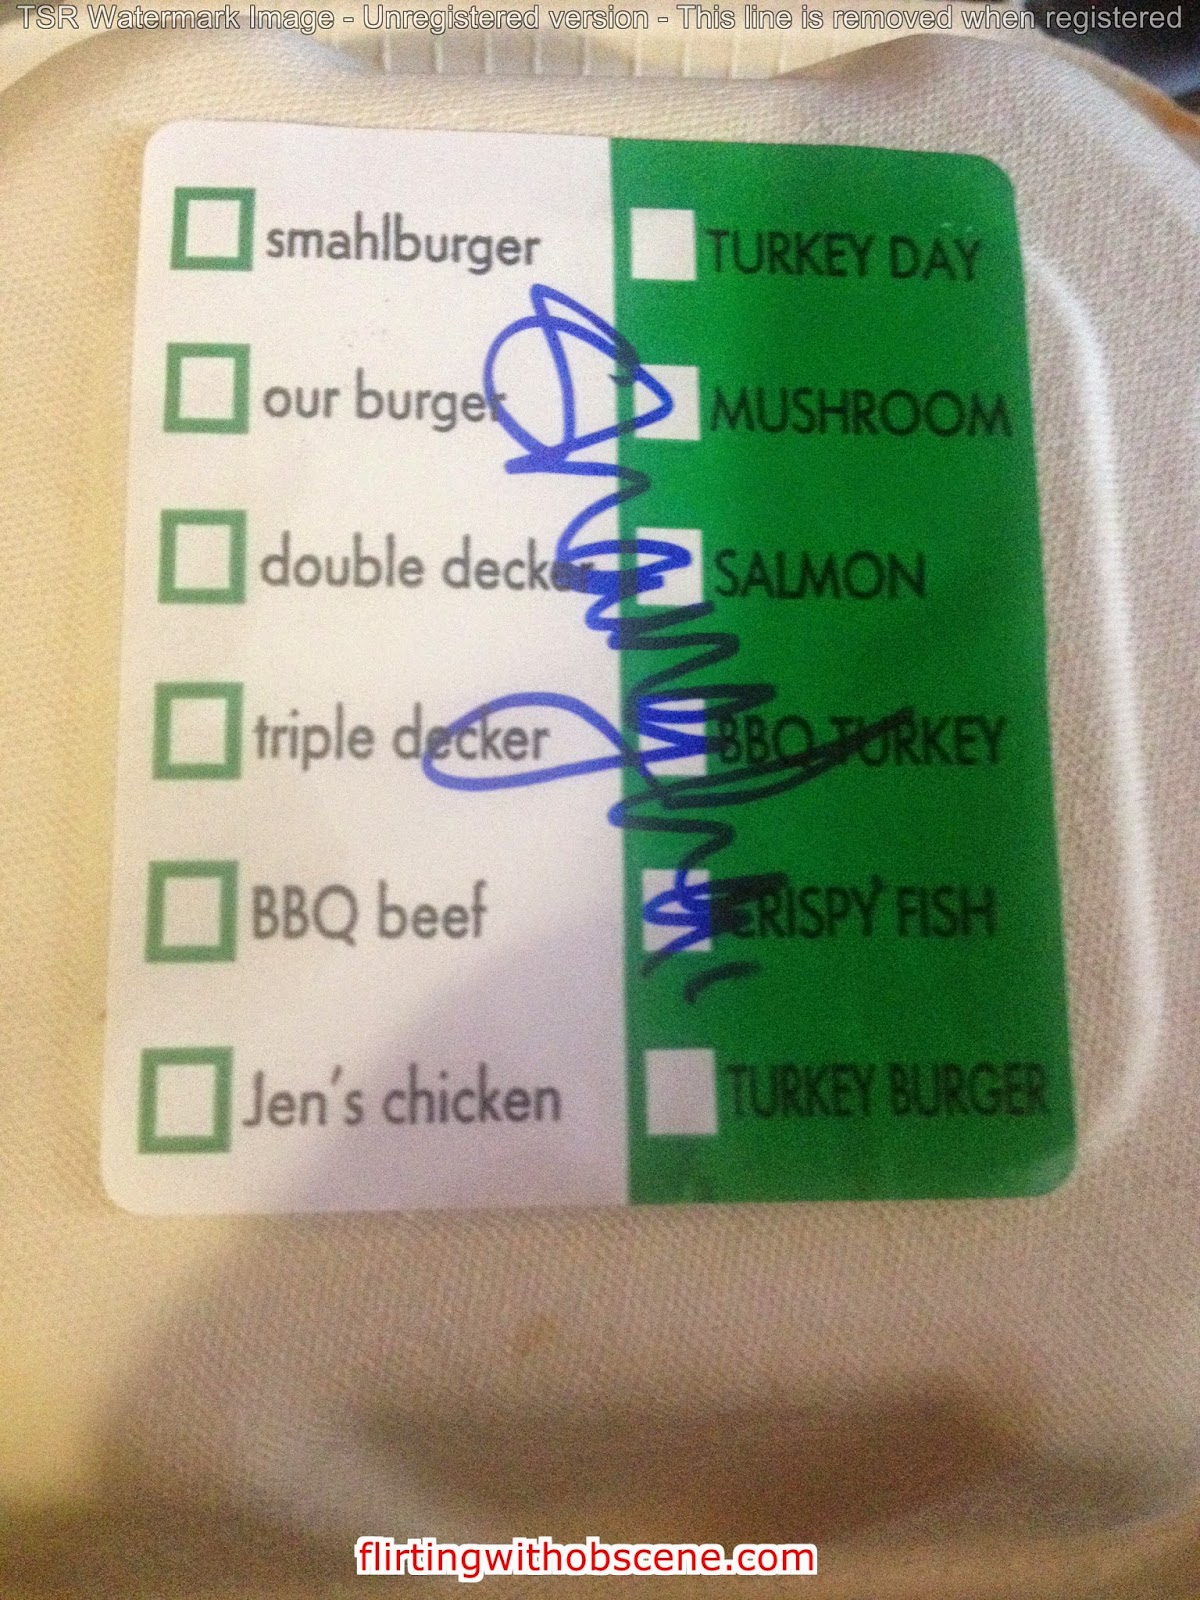 TSR Watermark Image - Unregistered version - This line is removed when registered
smahlburger
our burger
double decker
triple decker
BBQ beef
Jen's chicken
TURKEY DAY
MUSHROOM
SALMON
BBQ TURKEY
CRISPY FISH
TURKEY BURGER
flirtingwithobscene.com